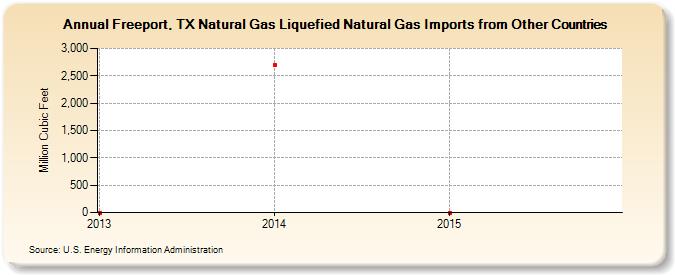 Annual Freeport, TX Natural Gas Liquefied Natural Gas Imports from Other Countries
Million Cubic Feet
3,000
2,500
2,000
1,500
1,000
500
0
2013 2014 2015
Source: U.S. Energy Information Administration